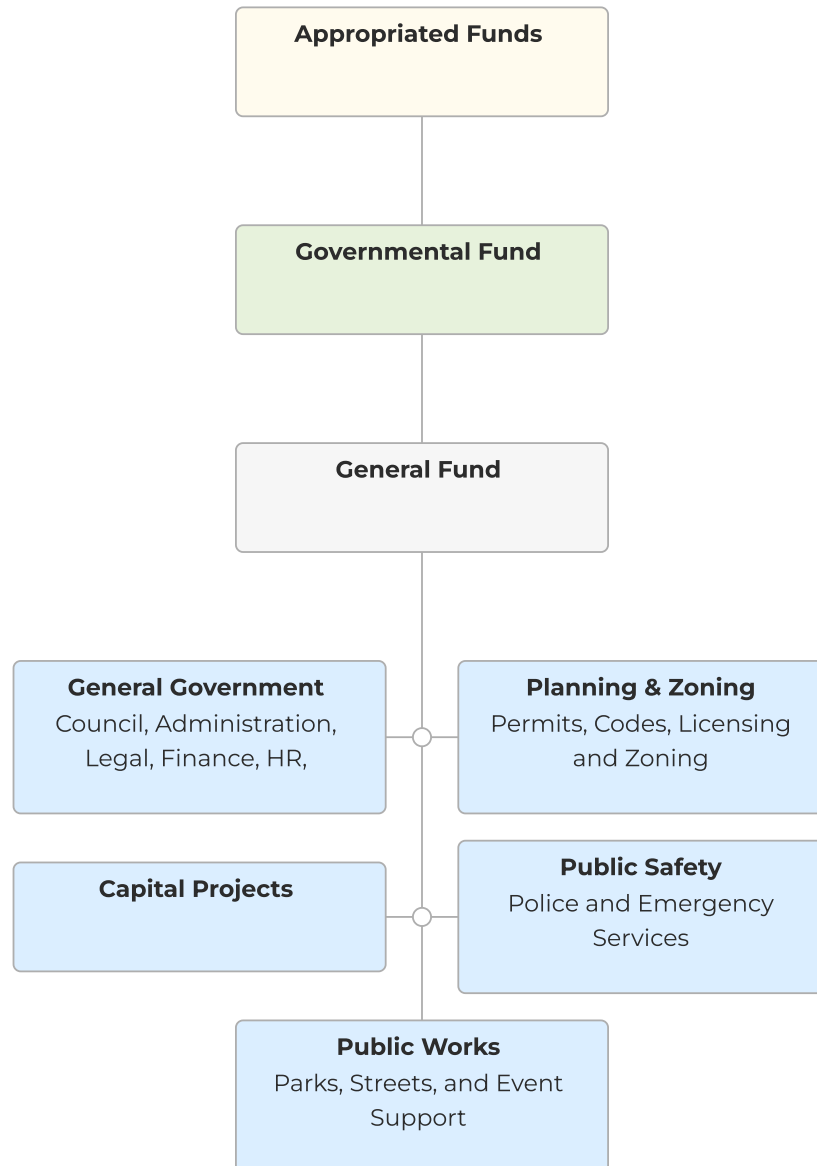 Appropriated Funds
Governmental Fund
General Fund
General Government
Council, Administration,
Legal, Finance, HR,
Planning & Zoning
Permits, Codes, Licensing
and Zoning
Capital Projects
Public Safety
Police and Emergency
Services
Public Works
Parks, Streets, and Event
Support